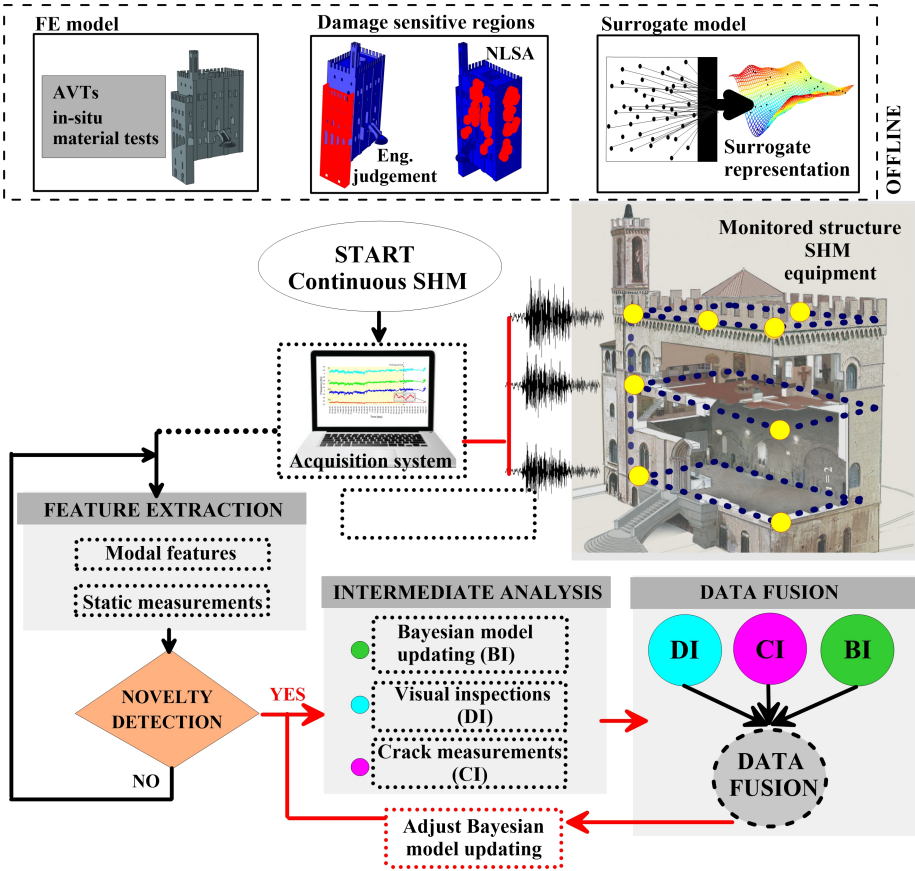 FE model
Damage sensitive regions
Surrogate model
AVTs
in-situ
material tests
NLSA
Eng.
judgement
Surrogate
representation
OFFLINE
START
Continuous SHM
Monitored structure
SHM
equipment
Acquisition system
FEATURE EXTRACTION
Modal features
Static measurements
NOVELTY
DETECTION
YES
NO
INTERMEDIATE ANALYSIS
Bayesian model
updating (BI)
Visual inspections
(DI)
Crack measurements
(CI)
DATA FUSION
DI
CI
BI
DATA
FUSION
Adjust Bayesian
model updating